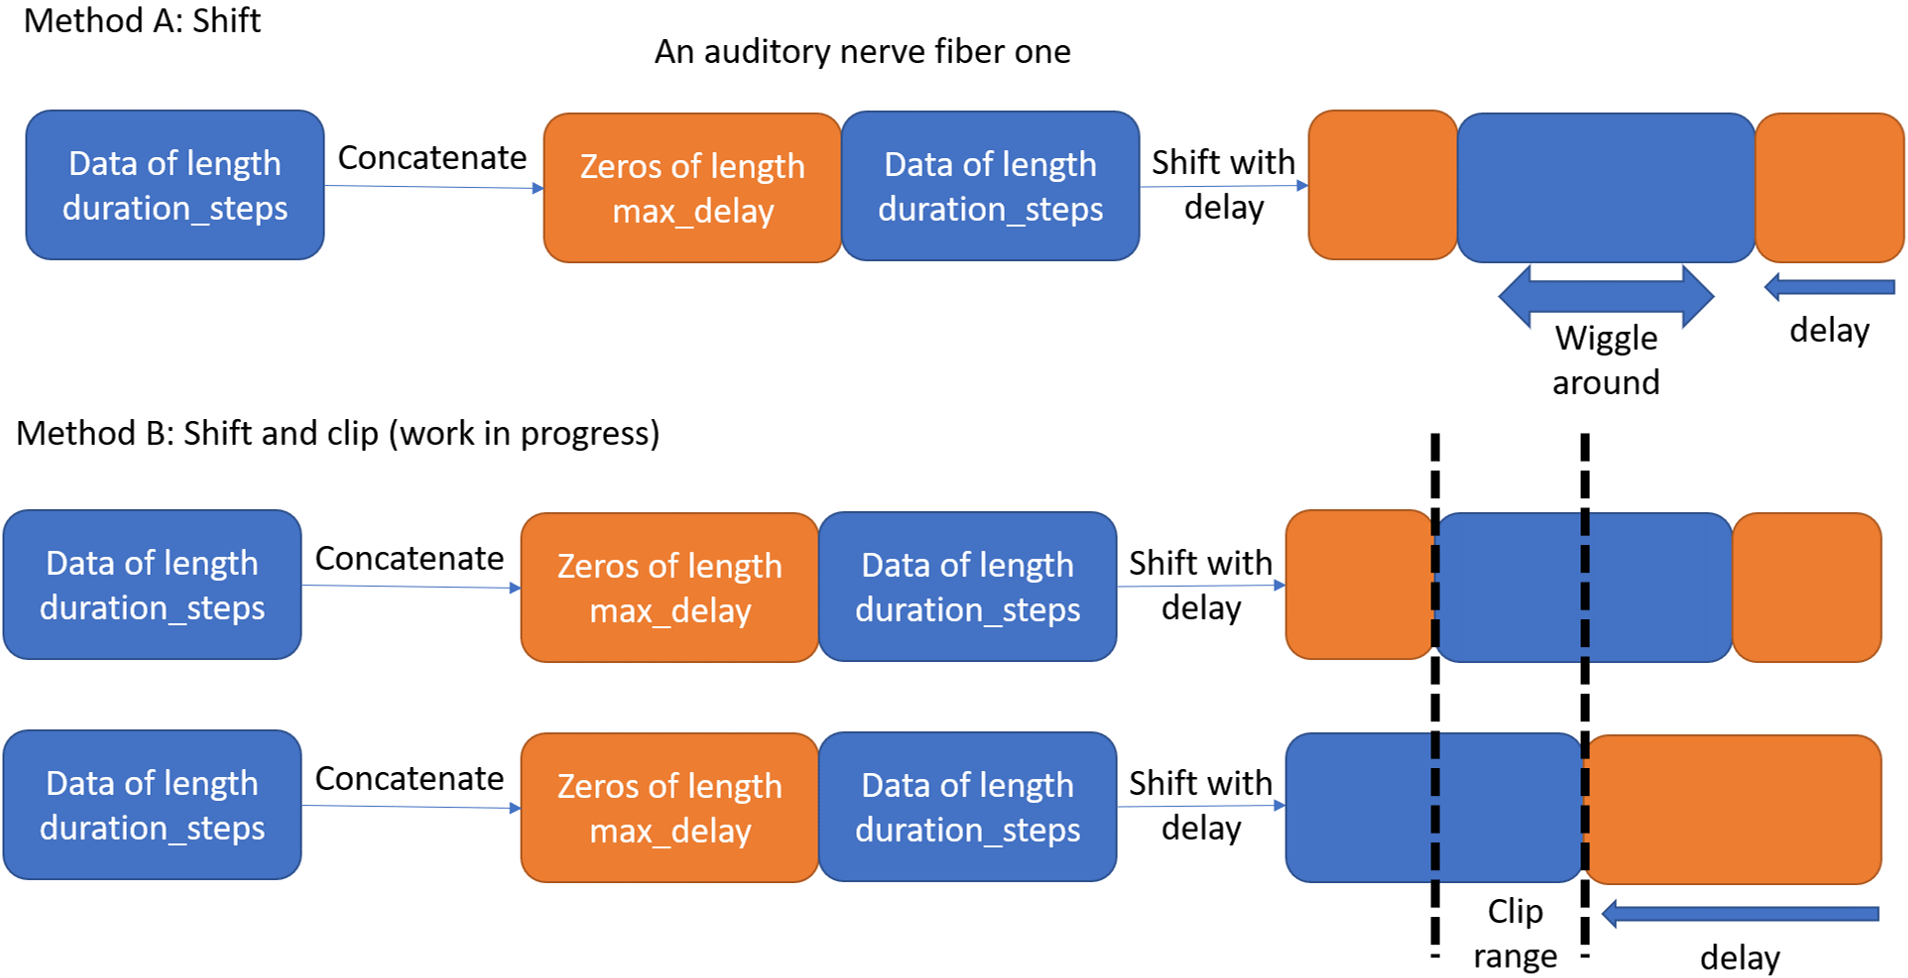 Method A: Shift
An auditory nerve fiber one
Data of length
duration_steps
Concatenate
Zeros of length
max_delay
Data of length
duration_steps
Shift with
delay
Wiggle
around
delay
Method B: Shift and clip (work in progress)
Data of length
duration_steps
Concatenate
Zeros of length
max_delay
Data of length
duration_steps
Shift with
delay
Data of length
duration_steps
Concatenate
Zeros of length
max_delay
Data of length
duration_steps
Shift with
delay
Clip
range
delay